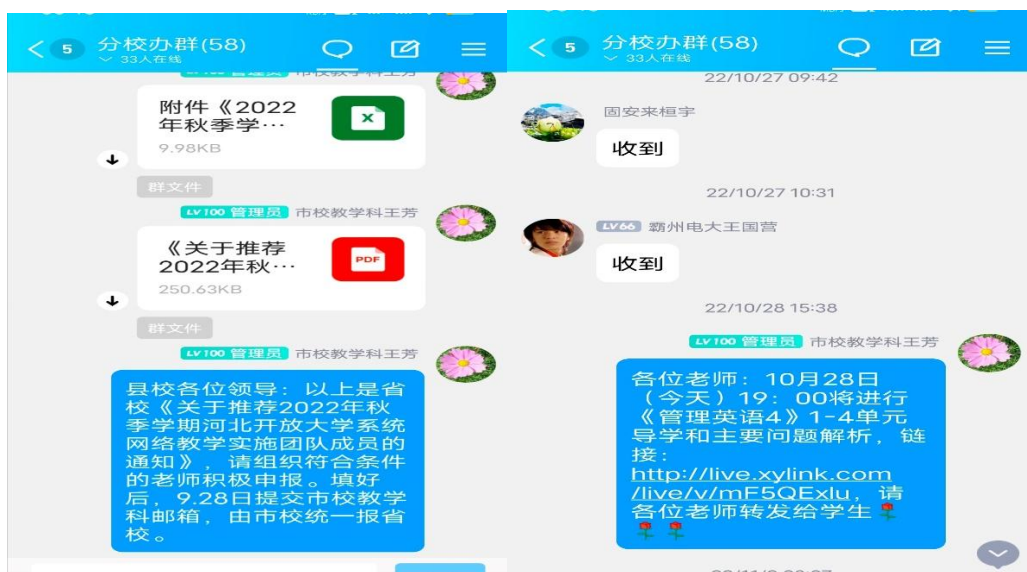 5
分校办群(58)
33人在线
附件《2022
年秋季学…
9.98KB
群文件
LV100 管理员 市校教学科王芳
《关于推荐
2022年秋…
PDF
250.63KB
群文件
LV100 管理员 市校教学科王芳
县校各位领导：以上是省
校《关于推荐2022年秋
季学期河北开放大学系统
网络教学实施团队成员的
通知》，请组织符合条件
的老师积极申报。填好
后，9.28日提交市校教学
科邮箱，由市校统一报省
校。
5
分校办群(58)
33人在线
22/10/27 09:42
固安来桓宇
收到
22/10/27 10:31
LV66 霸州电大王国营
收到
22/10/28 15:38
LV100 管理员 市校教学科王芳
各位老师：10月28日
（今天）19：00将进行
《管理英语4》1-4单元
导学和主要问题解析，链
接：
http://live.xylink.com
/live/v/mF5QExlu，请
各位老师转发给学生